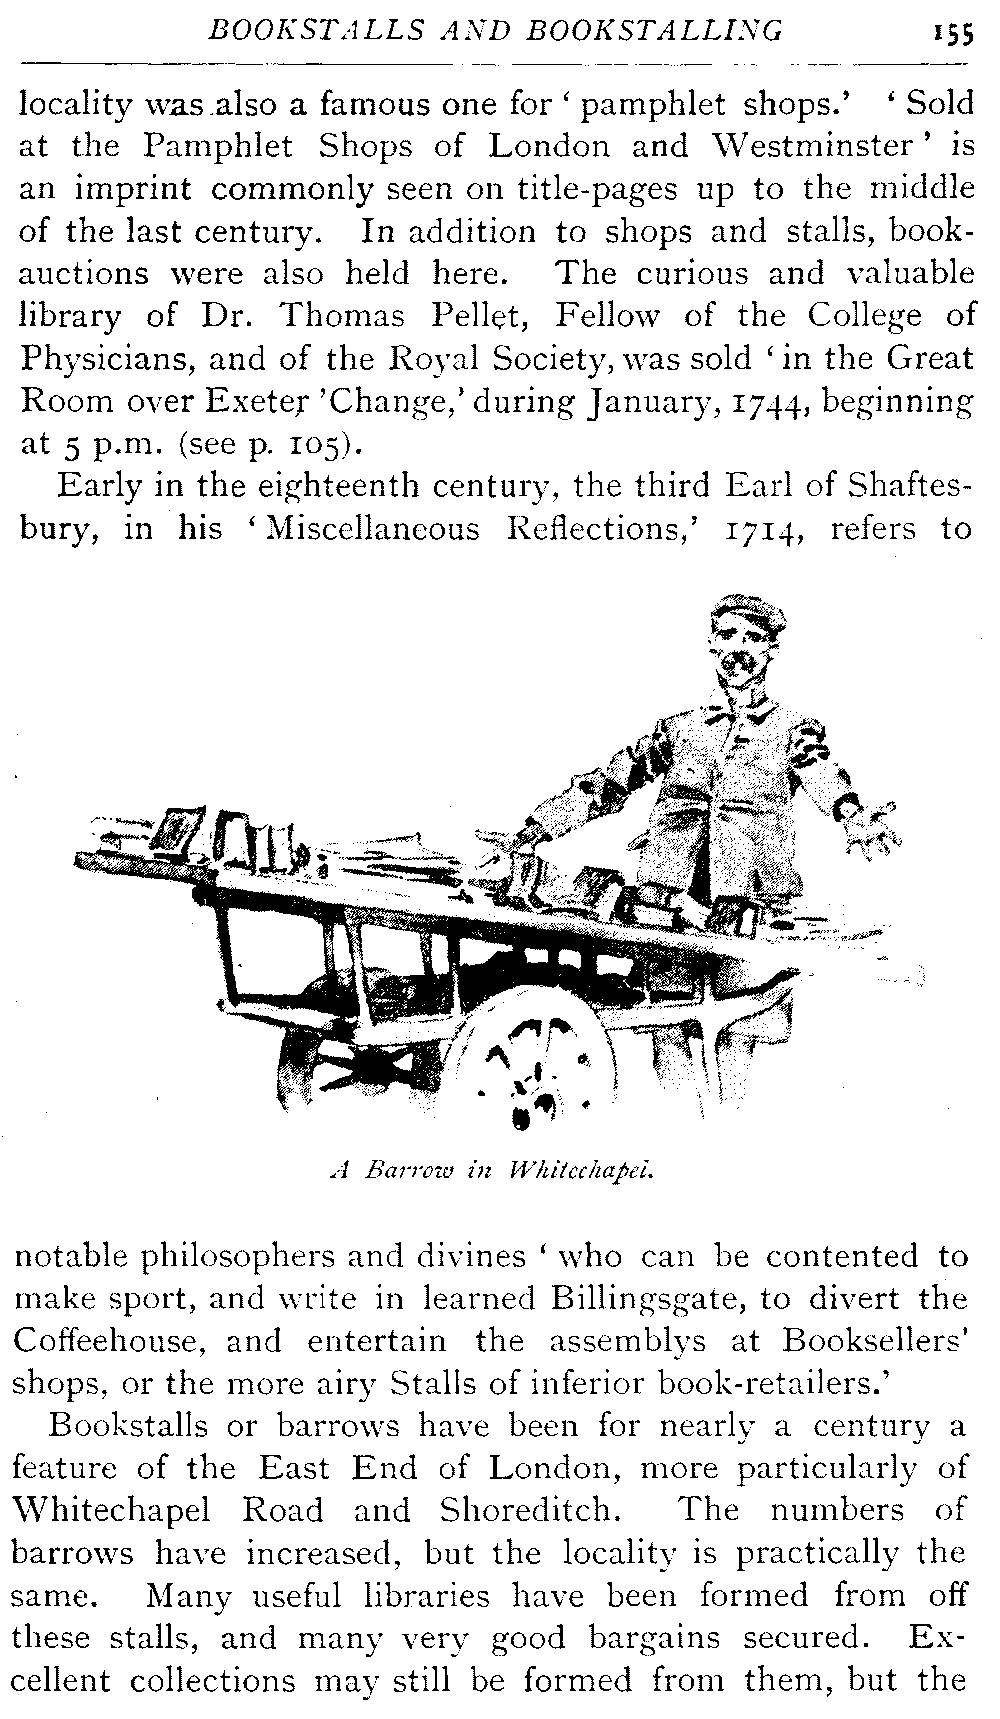 BOOKSTALLS AND BOOKSTALLING 155
locality was also a famous one for ‘ pamphlet shops.’ ‘ Sold
at the Pamphlet Shops of London and Westminster ’ is
an imprint commonly seen on title-pages up to the middle
of the last century. In addition to shops and stalls, book-
auctions were also held here. The curious and valuable
library of Dr. Thomas Pellet, Fellow of the College of
Physicians, and of the Royal Society, was sold ‘ in the Great
Room over Exeter ’Change,’ during January, 1744, beginning
at 5 p.m. (see p. 105).
Early in the eighteenth century, the third Earl of Shaftes-
bury, in his ‘ Miscellaneous Reflections,’ 1714, refers to
A Barrow in Whitechapel.
notable philosophers and divines ‘ who can be contented to
make sport, and write in learned Billingsgate, to divert the
Coffeehouse, and entertain the assemblys at Booksellers'
shops, or the more airy Stalls of inferior book-retailers.’
Bookstalls or barrows have been for nearly a century a
feature of the East End of London, more particularly of
Whitechapel Road and Shoreditch. The numbers of
barrows have increased, but the locality is practically the
same. Many useful libraries have been formed from off
these stalls, and many very good bargains secured. Ex-
cellent collections may still be formed from them, but the